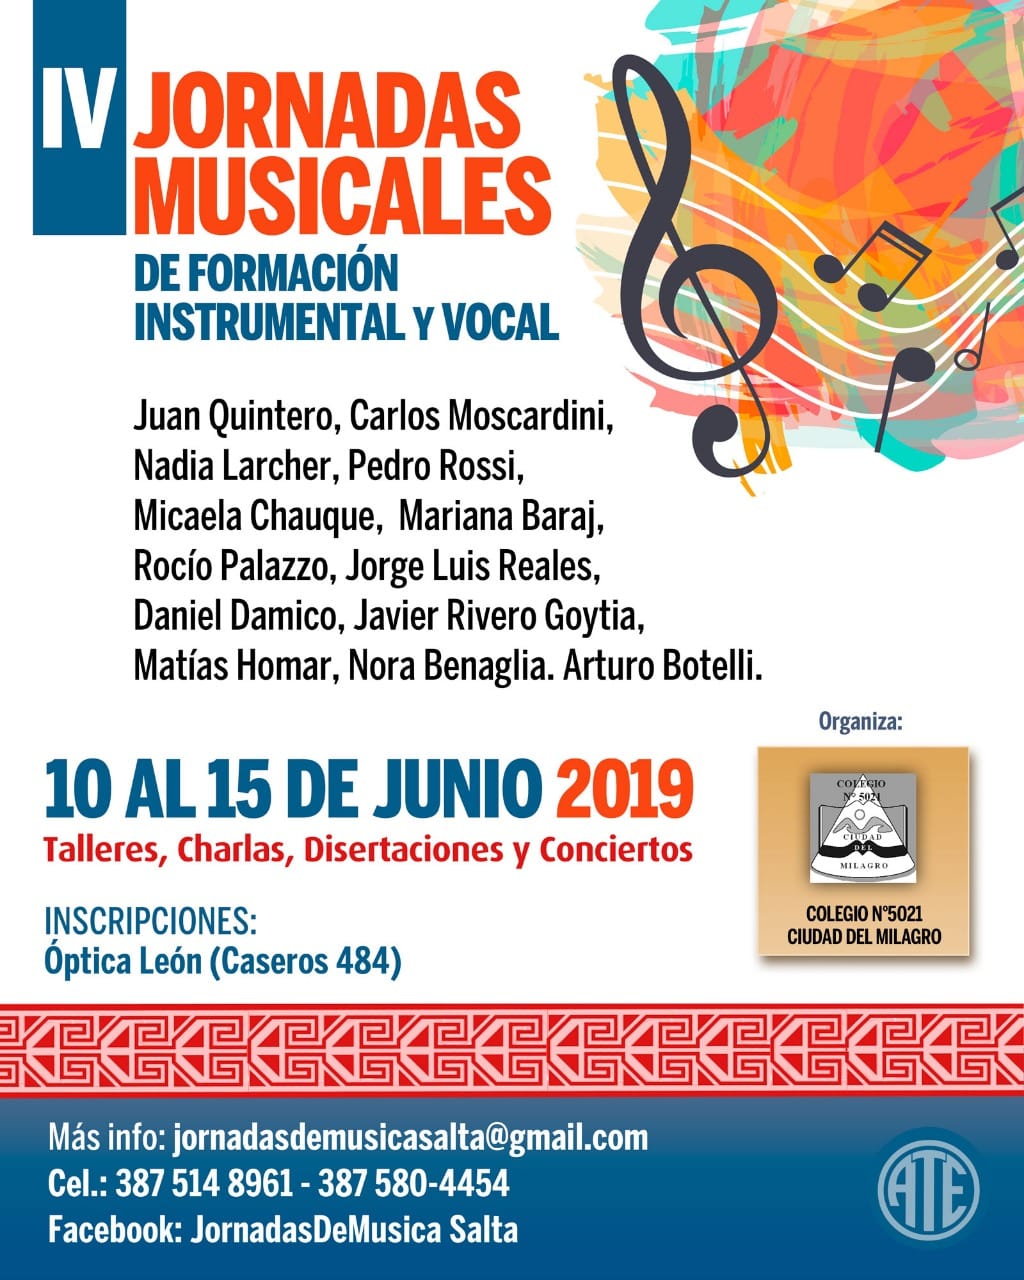 IV JORNADAS
MUSICALES
DE FORMACIÓN
INSTRUMENTAL Y VOCAL
Juan Quintero, Carlos Moscardini,
Nadia Larcher, Pedro Rossi,
Micaela Chauque, Mariana Baraj,
Rocío Palazzo, Jorge Luis Reales,
Daniel Damico, Javier Rivero Goytia,
Matías Homar, Nora Benaglia. Arturo Botelli.
10 AL 15 DE JUNIO 2019
Talleres, Charlas, Disertaciones y Conciertos
INSCRIPCIONES:
Óptica León (Caseros 484)
Organiza:
COLEGIO
Nº 5021
CIUDAD
DEL
MILAGRO
COLEGIO N°5021
CIUDAD DEL MILAGRO
Más info: jornadasdemusicasalta@gmail.com
Cel.: 387 514 8961 - 387 580-4454
Facebook: JornadasDeMusica Salta
ATE